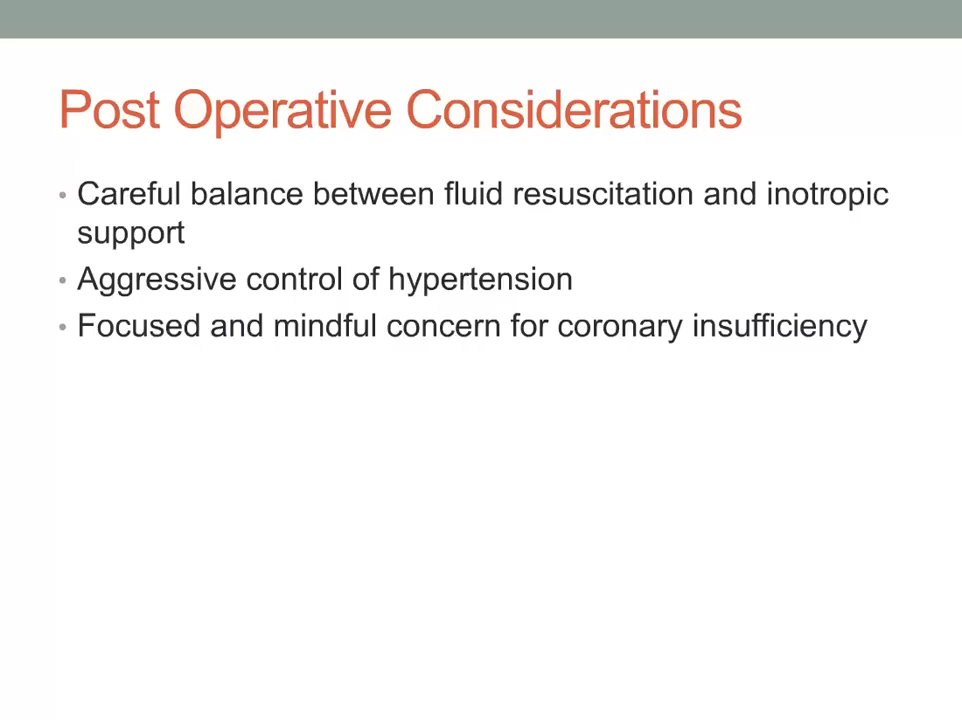 Post Operative Considerations
• Careful balance between fluid resuscitation and inotropic
support
• Aggressive control of hypertension
• Focused and mindful concern for coronary insufficiency